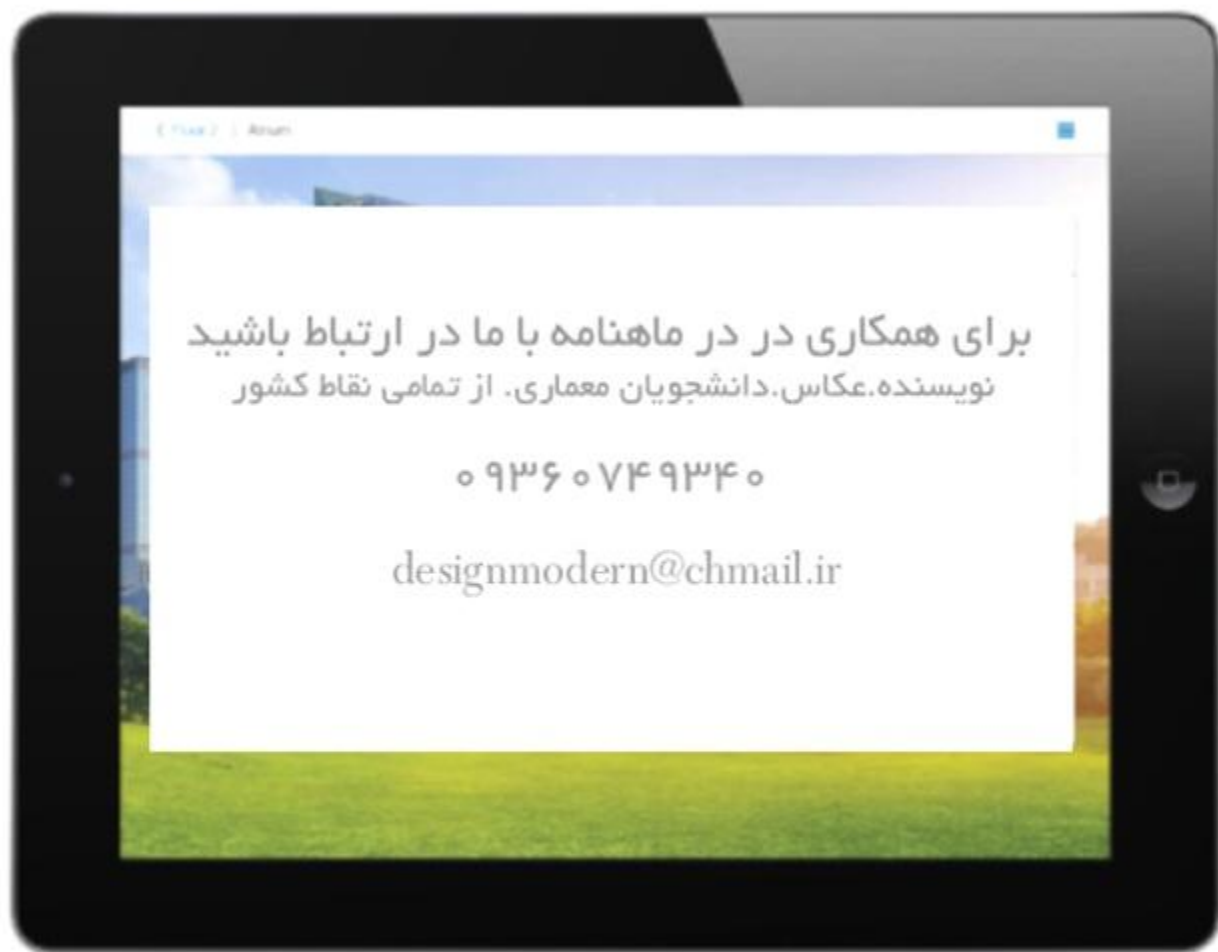 برای همکاری در در ماهنامه با ما در ارتباط باشید
نویسنده.عکاس.دانشجویان معماری. از تمامی نقاط کشور
۰۹۳۶۰۷۴۹۳۴۰
designmodern@chmail.ir